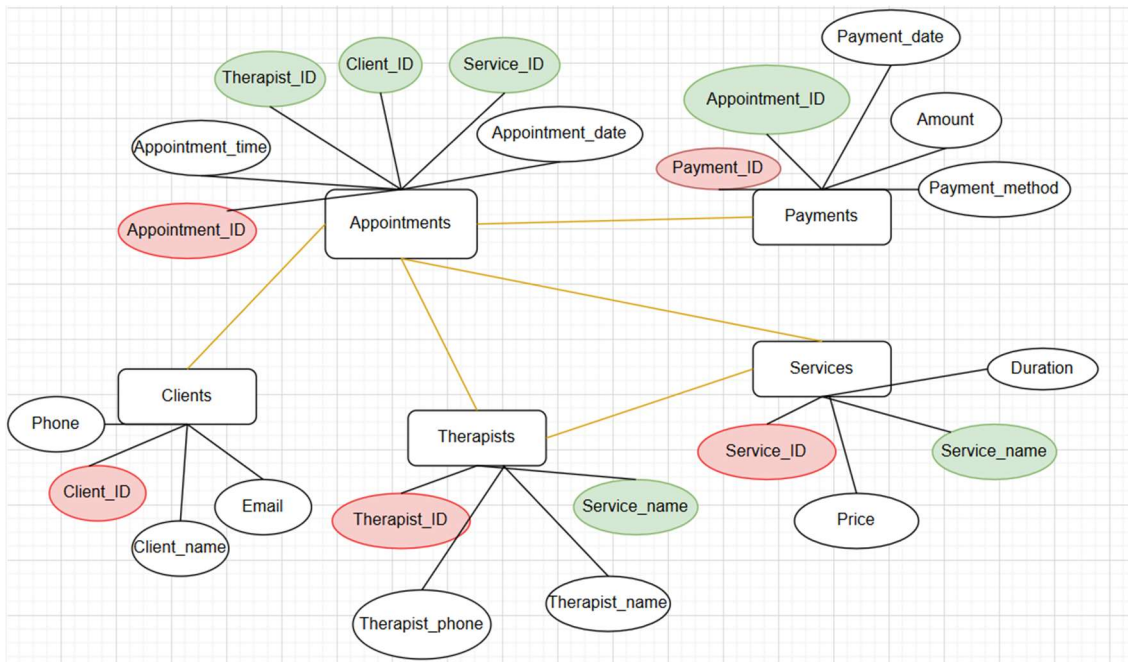 Payment_date
Therapist_ID
Client_ID
Service_ID
Appointment_ID
Amount
Appointment_time
Appointment_date
Payment_ID
Payment_method
Appointment_ID
Appointments
Payments
Clients
Services
Duration
Phone
Therapists
Service_ID
Service_name
Client_ID
Email
Therapist_ID
Service_name
Price
Client_name
Therapist_phone
Therapist_name